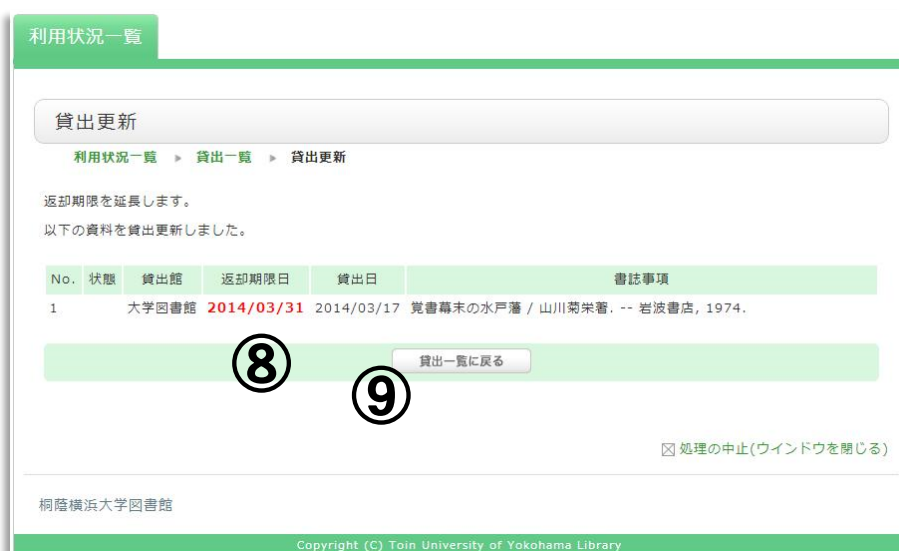 利用状況一覧
貸出更新
利用状況一覧 ▶ 貸出一覧 ▶ 貸出更新
返却期限を延長します。
以下の資料を貸出更新しました。
No. 状態 貸出館 返却期限日 貸出日 書誌事項
1 大学図書館 2014/03/31 2014/03/17 覚書幕末の水戸藩 / 山川菊栄著. -- 岩波書店, 1974.
⑧ 貸出一覧に戻る
⑨
処理の中止(ウインドウを閉じる)
桐蔭横浜大学図書館
Copyright (C) Toin University of Yokohama Library